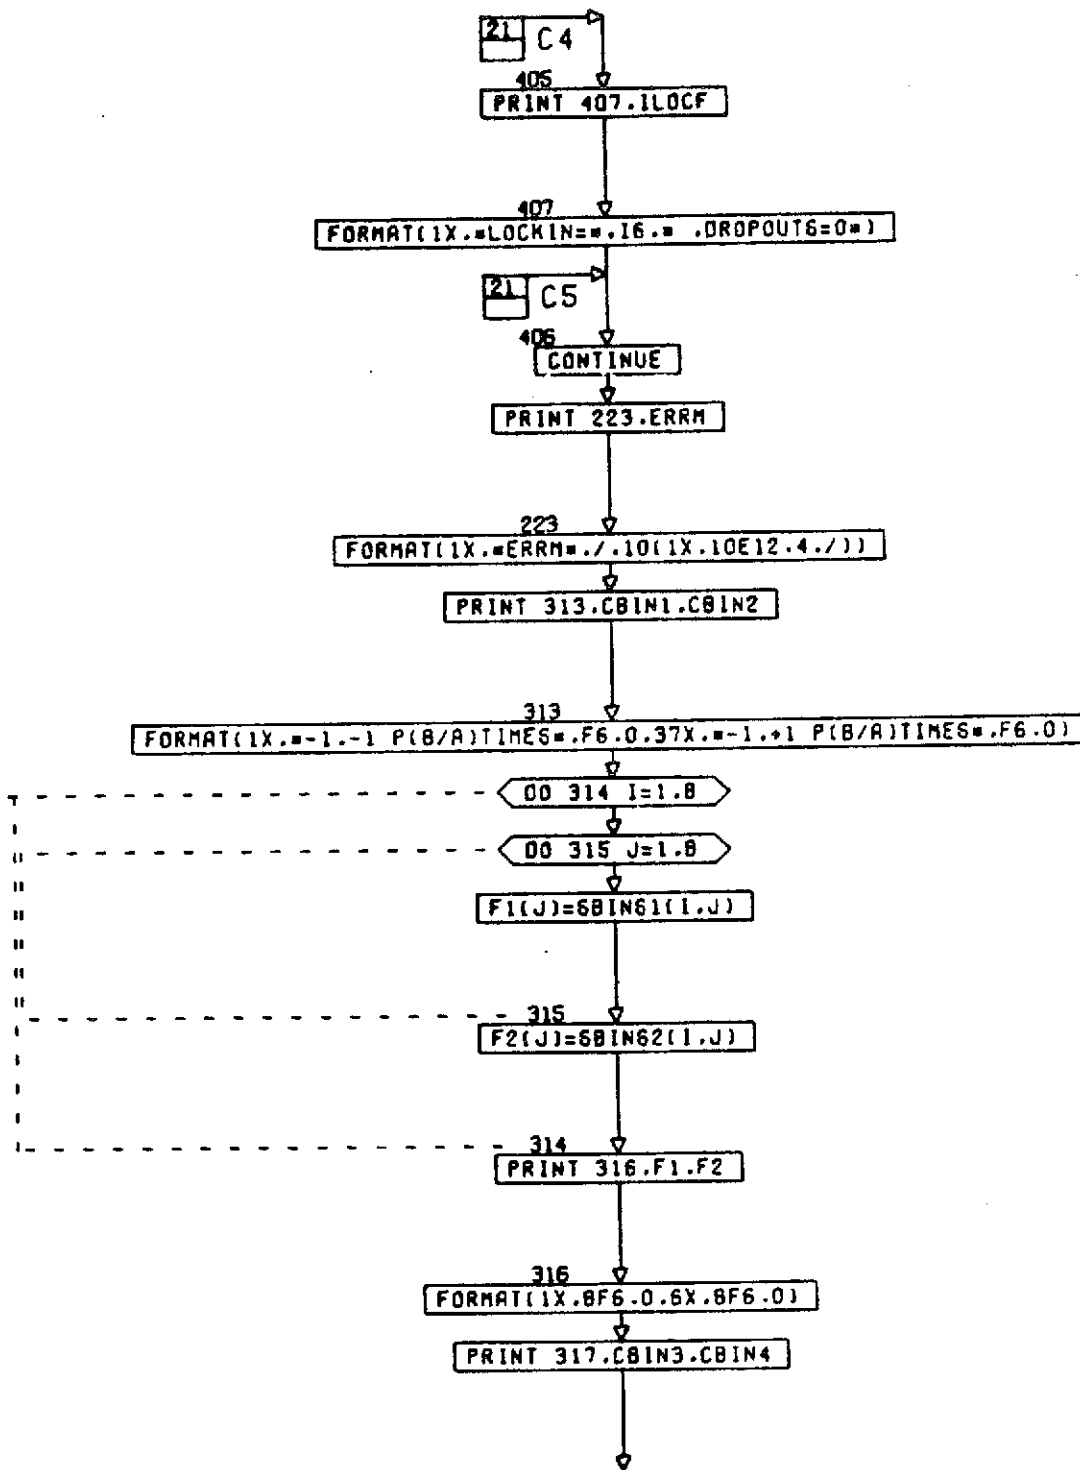 21 C4
405
PRINT 407.ILOCF
407
FORMAT(1X.*LOCKIN=*.I6.* .DROPOUTS=0*)
21 C5
406
CONTINUE
PRINT 223.ERRM
223
FORMAT(1X.*ERRM*./.10(1X.10E12.4./))
PRINT 313.CBIN1.CBIN2
313
FORMAT(1X.*-1.-1 P(B/A)TIMES*.F6.0.37X.*-1.+1 P(B/A)TIMES*.F6.0)
DO 314 I=1.8
DO 315 J=1.8
F1(J)=SBINS1(I.J)
315
F2(J)=SBINS2(I.J)
314
PRINT 316.F1.F2
316
FORMAT(1X.8F6.0.6X.8F6.0)
PRINT 317.CBIN3.CBIN4